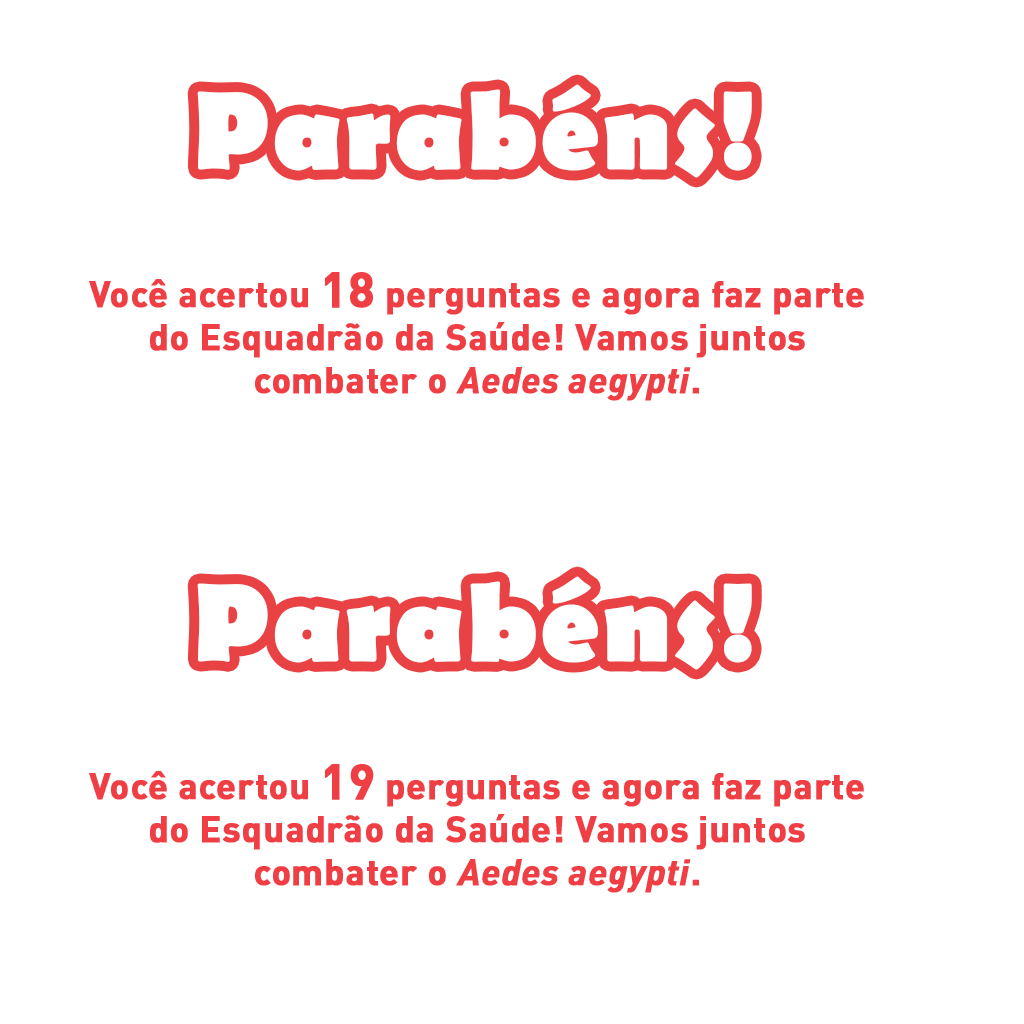 Parabéns!
Você acertou 18 perguntas e agora faz parte
do Esquadrão da Saúde! Vamos juntos
combater o Aedes aegypti.
Parabéns!
Você acertou 19 perguntas e agora faz parte
do Esquadrão da Saúde! Vamos juntos
combater o Aedes aegypti.